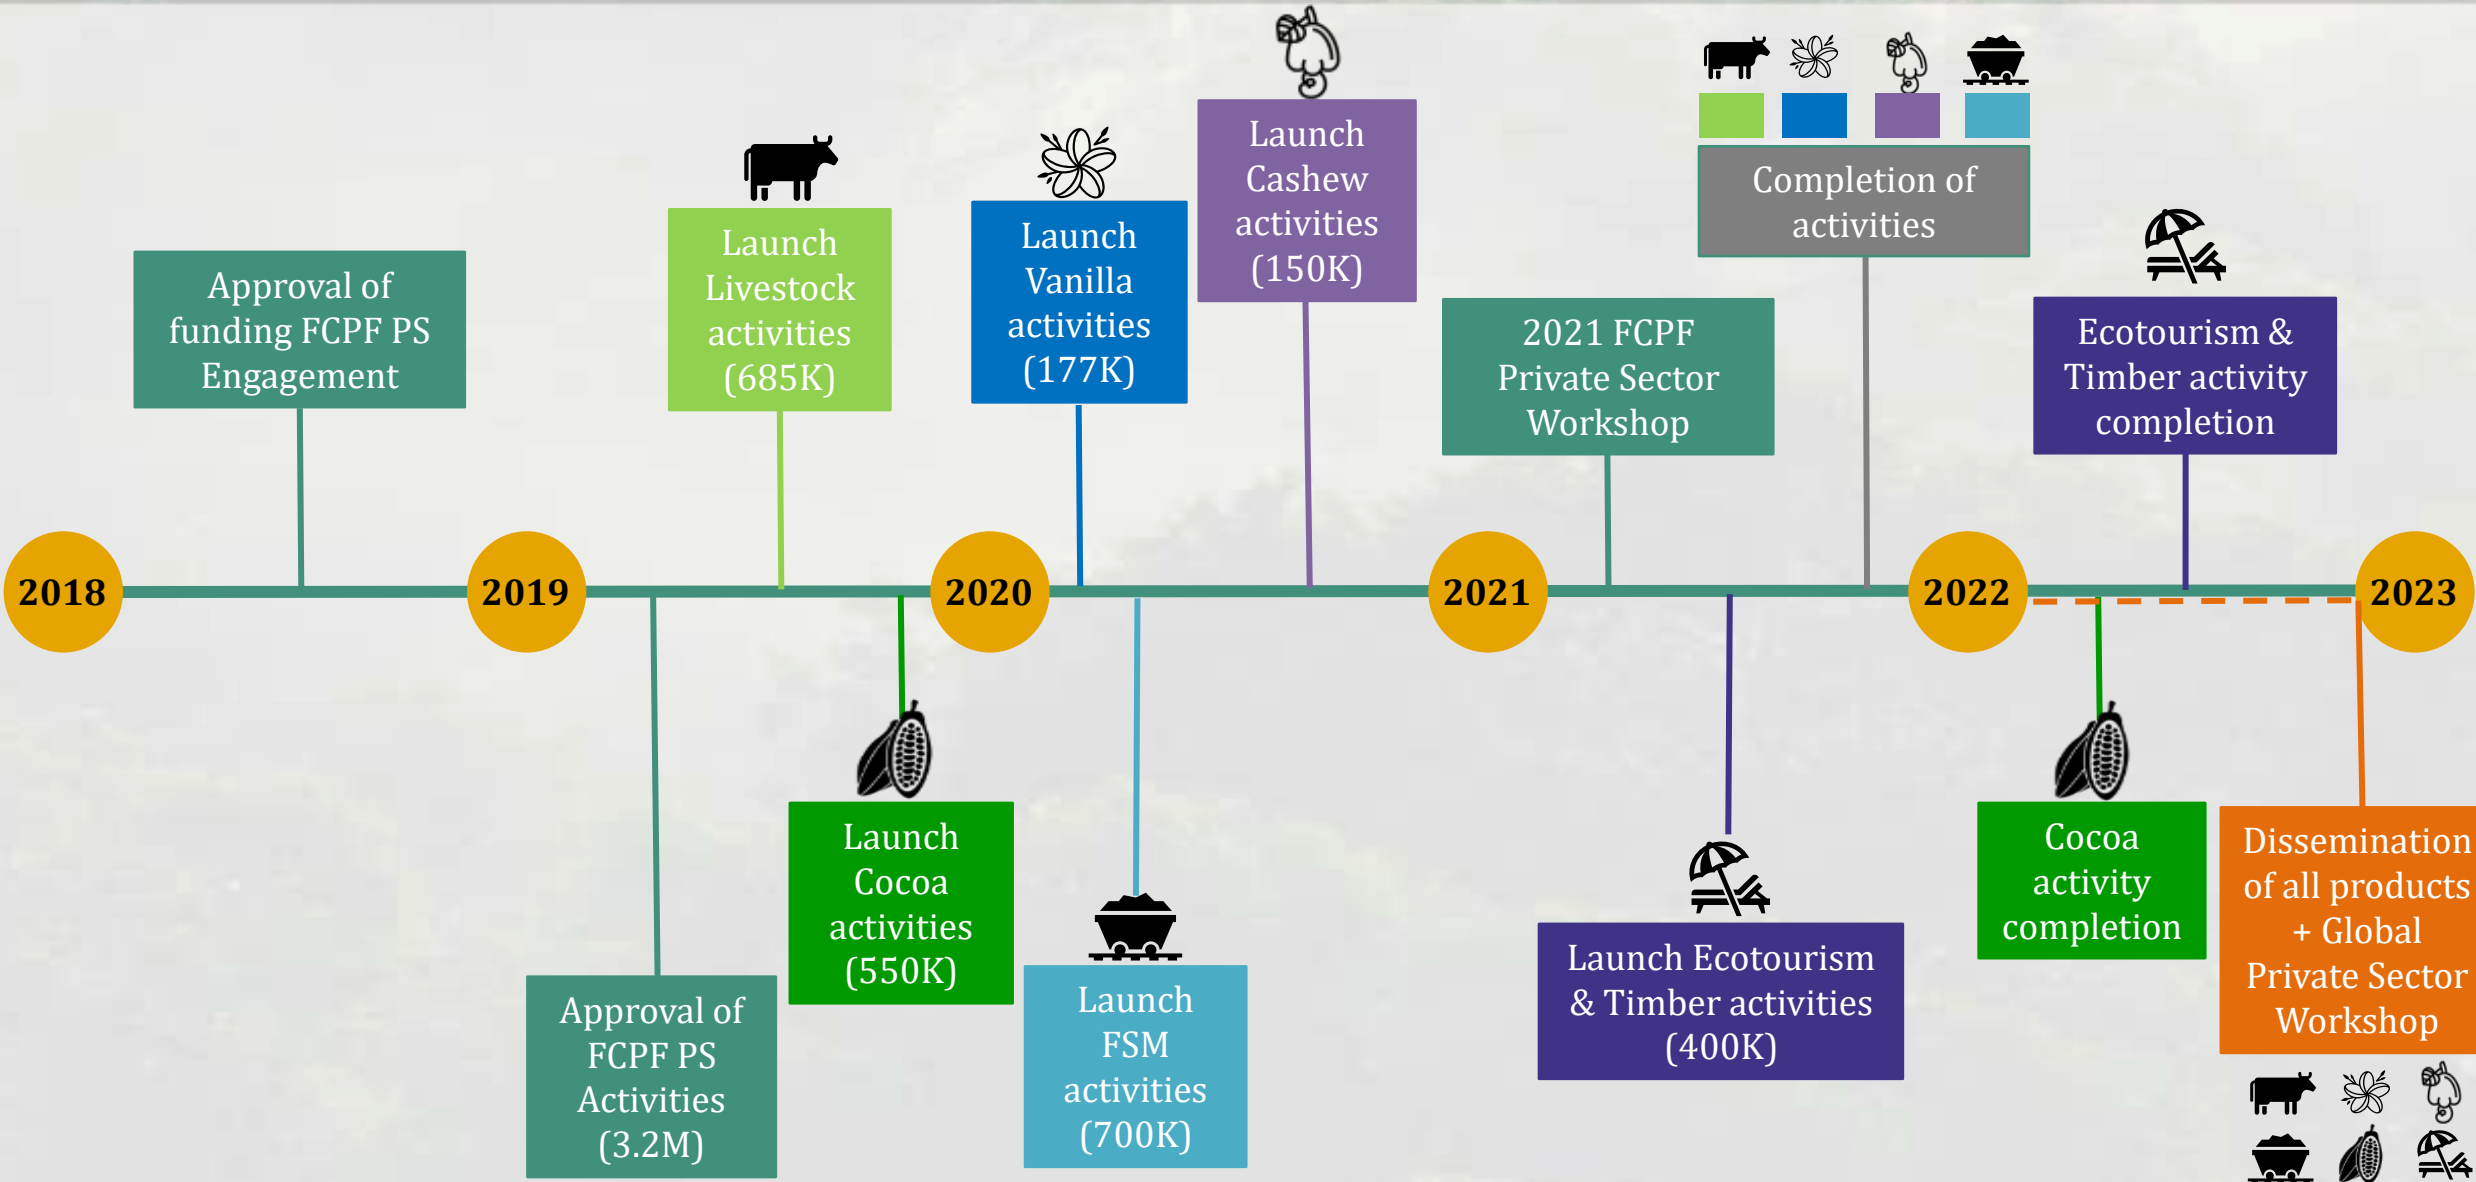 Launch
Cashew
activities
(150K)
Completion of
activities
Launch
Livestock
activities
(685K)
Launch
Vanilla
activities
(177K)
Approval of
funding FCPF PS
Engagement
2021 FCPF
Private Sector
Workshop
Ecotourism &
Timber activity
completion
2018
2019
2020
2021
2022
2023
Launch
Cocoa
activities
(550K)
Cocoa
activity
completion
Dissemination
of all products
+ Global
Private Sector
Workshop
Launch Ecotourism
& Timber activities
(400K)
Approval of
FCPF PS
Activities
(3.2M)
Launch
FSM
activities
(700K)